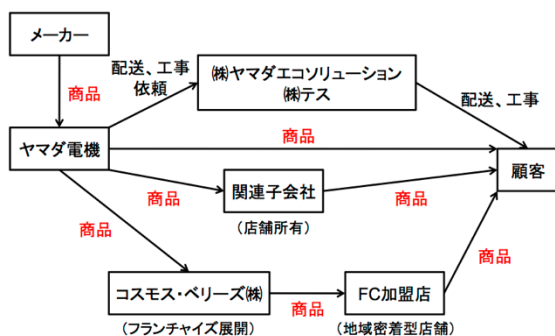 メーカー
商品
配送、工事
依頼
㈱ヤマダエコソリューション
㈱テス
配送、工事
ヤマダ電機
商品
顧客
商品
関連子会社
商品
(店舗所有)
商品
商品
コスモス・ベリーズ㈱
商品
FC加盟店
(フランチャイズ展開)
(地域密着型店舗)